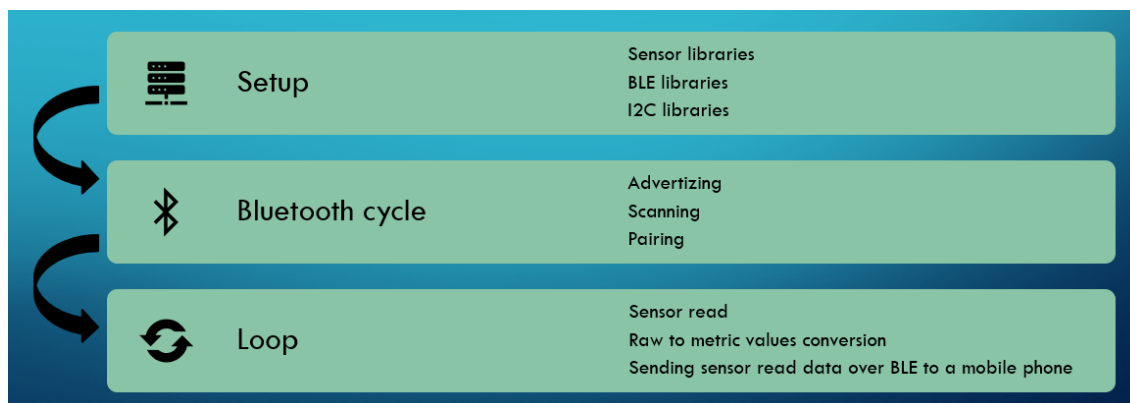 Setup
Sensor libraries
BLE libraries
I2C libraries
Bluetooth cycle
Advertizing
Scanning
Pairing
Loop
Sensor read
Raw to metric values conversion
Sending sensor read data over BLE to a mobile phone